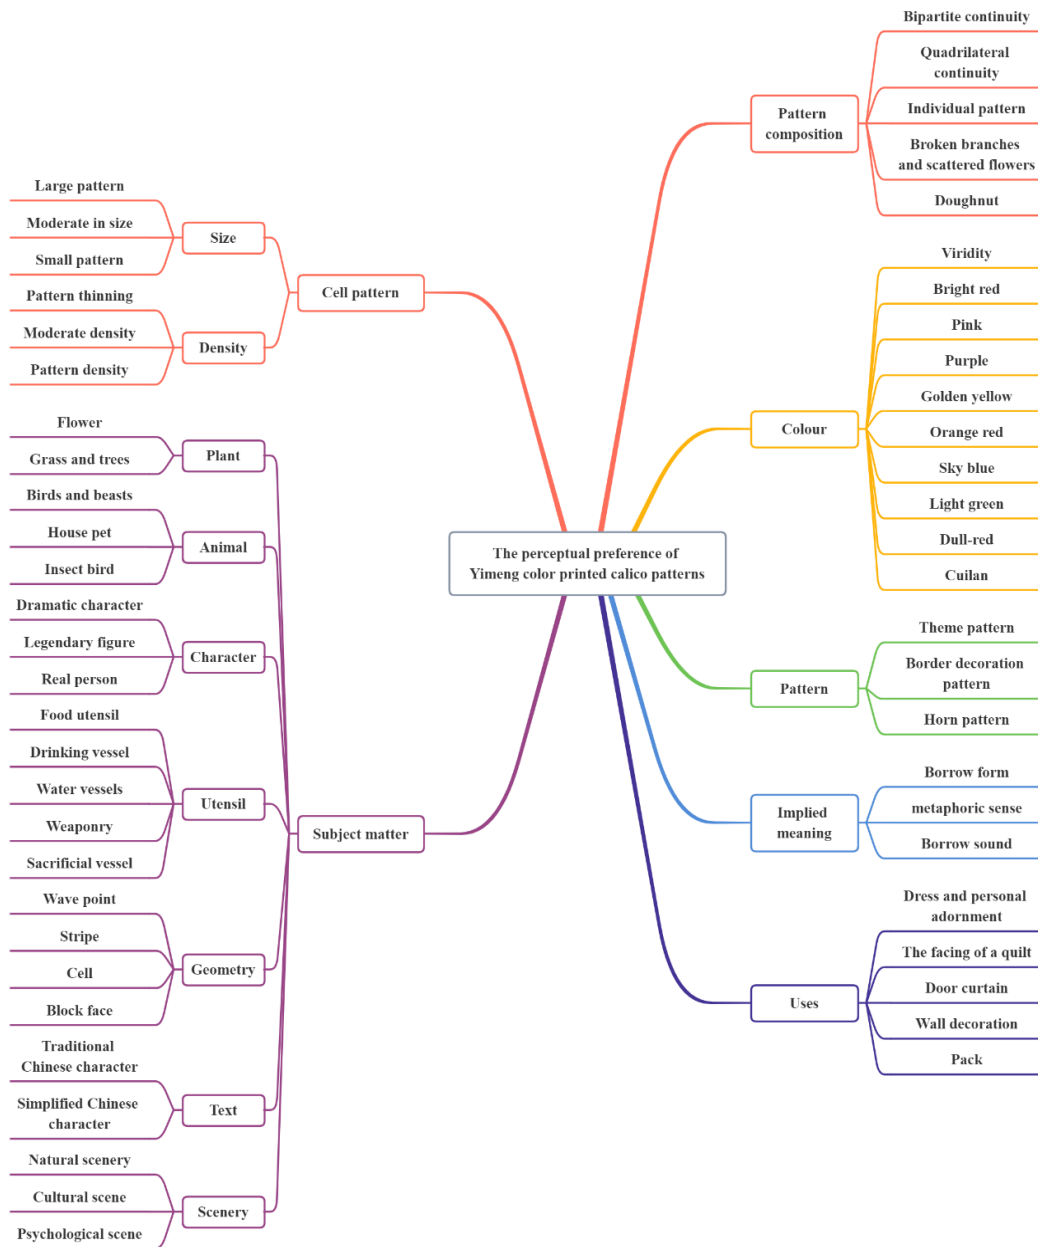 The perceptual preference of
Yimeng color printed calico patterns
Pattern
composition
Bipartite continuity
Quadrilateral
continuity
Individual pattern
Broken branches
and scattered flowers
Doughnut
Colour
Viridity
Bright red
Pink
Purple
Golden yellow
Orange red
Sky blue
Light green
Dull-red
Cuilan
Pattern
Theme pattern
Border decoration
pattern
Horn pattern
Implied
meaning
Borrow form
metaphoric sense
Borrow sound
Uses
Dress and personal
adornment
The facing of a quilt
Door curtain
Wall decoration
Pack
Cell pattern
Size
Large pattern
Moderate in size
Small pattern
Density
Pattern thinning
Moderate density
Pattern density
Subject matter
Plant
Flower
Grass and trees
Animal
Birds and beasts
House pet
Insect bird
Character
Dramatic character
Legendary figure
Real person
Utensil
Food utensil
Drinking vessel
Water vessels
Weaponry
Sacrificial vessel
Geometry
Wave point
Stripe
Cell
Block face
Text
Traditional
Chinese character
Simplified Chinese
character
Scenery
Natural scenery
Cultural scene
Psychological scene